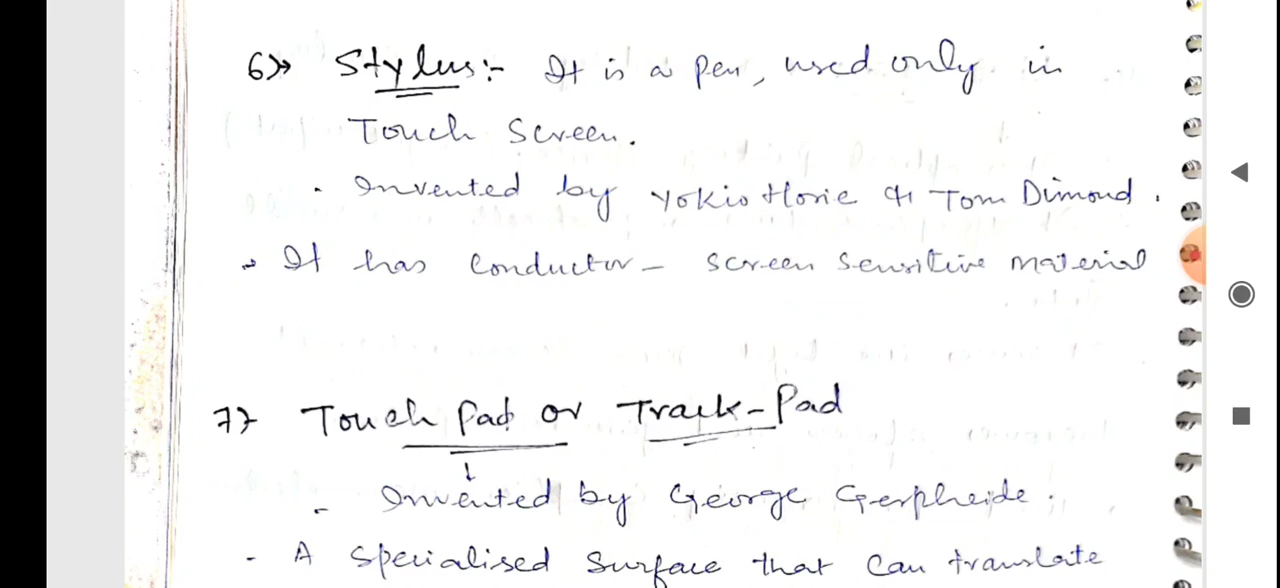 6>> Stylus:- It is a pen, used only in
Touch Screen.
. Invented by Yokio Horie & Tom Dimond.
. It has Conductor - Screen Sensitive material
7> Touch Pad or Track-Pad
↓
- Invented by George Gerpheide.
- A specialised surface that can translate